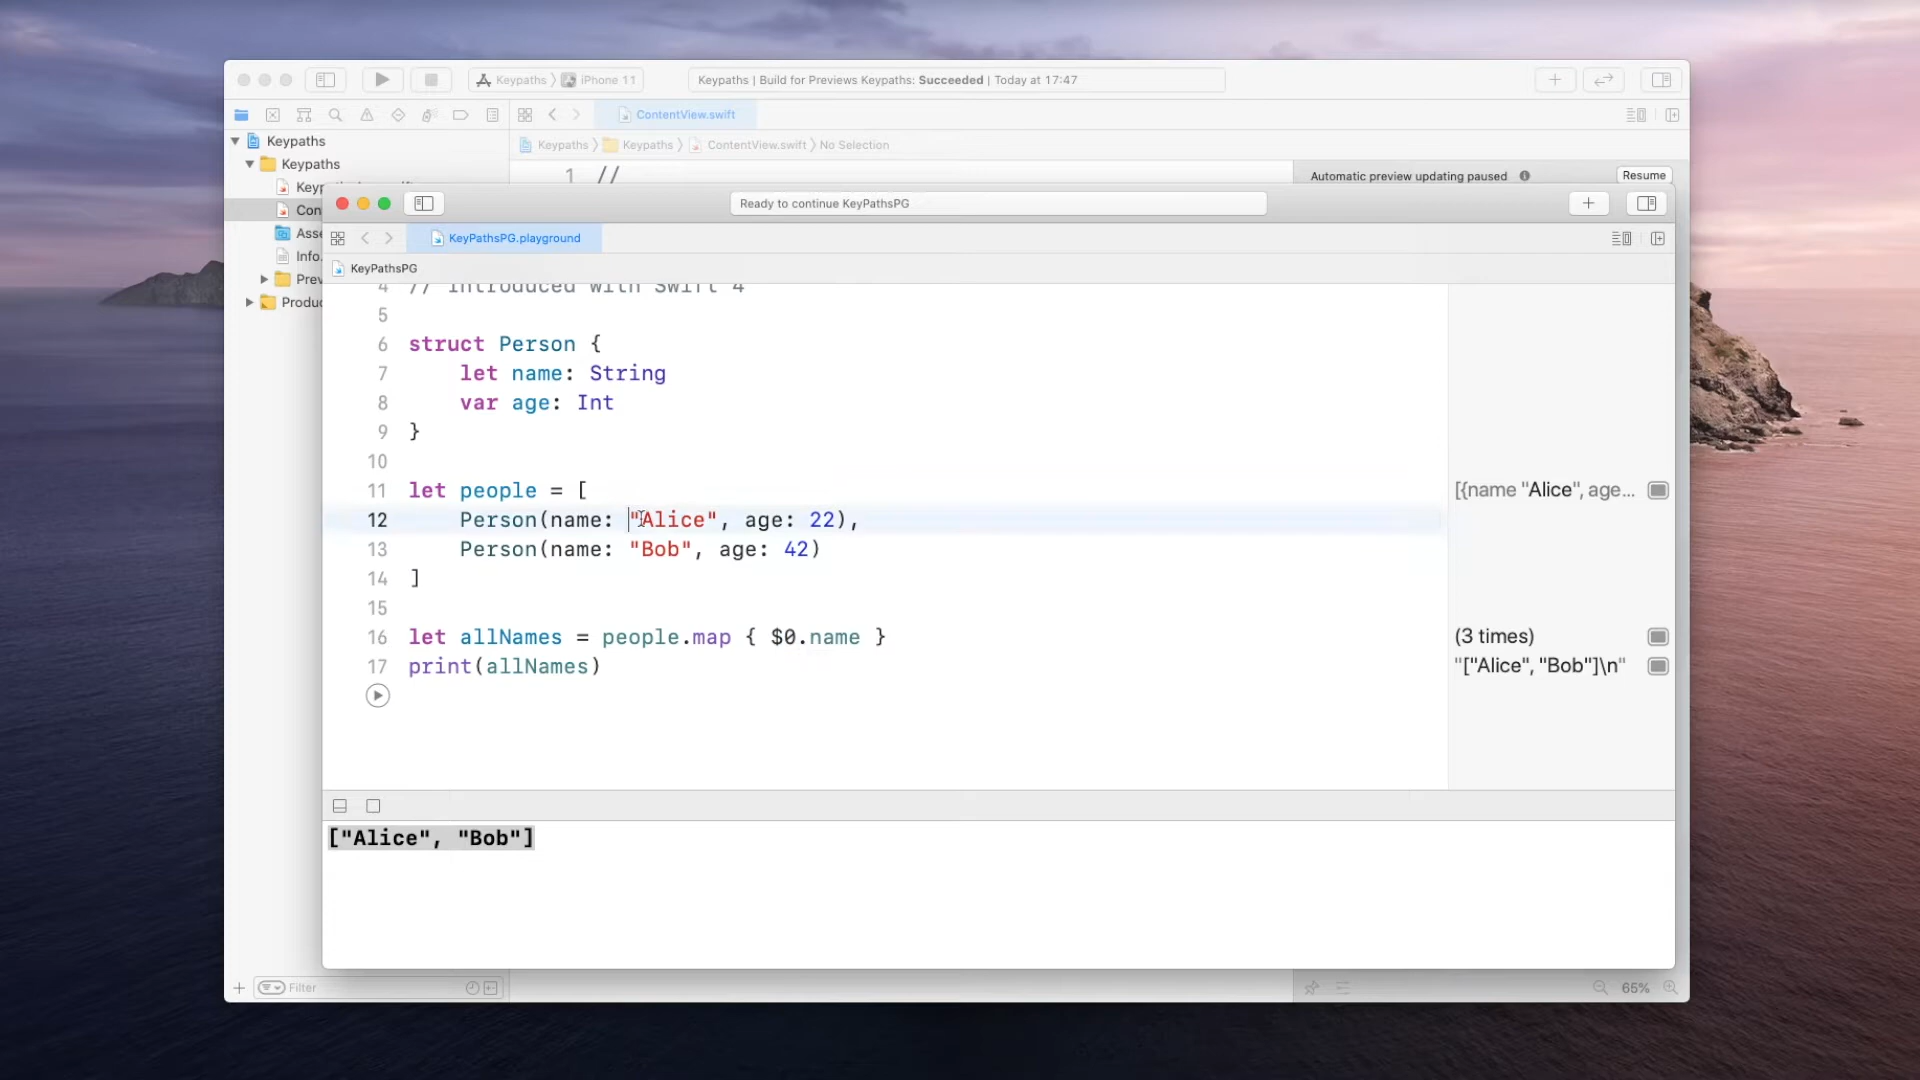 Keypaths 〉 iPhone 11
Keypaths | Build for Previews Keypaths: Succeeded | Today at 17:47
ContentView.swift
Keypaths
Keypaths 〉 Keypaths 〉 ContentView.swift 〉 No Selection
Keypaths
1 //
Automatic preview updating paused
Resume
Con
Asse
Info.
Prev
Produc
Ready to continue KeyPathsPG
KeyPathsPG.playground
KeyPathsPG
4 // Introduced with Swift 4
5
6 struct Person {
7 let name: String
8 var age: Int
9 }
10
11 let people = [
12 Person(name: "Alice", age: 22),
13 Person(name: "Bob", age: 42)
14 ]
15
16 let allNames = people.map { $0.name }
17 print(allNames)
[{name "Alice", age...
(3 times)
"["Alice", "Bob"]\n"
["Alice", "Bob"]
Filter
65%